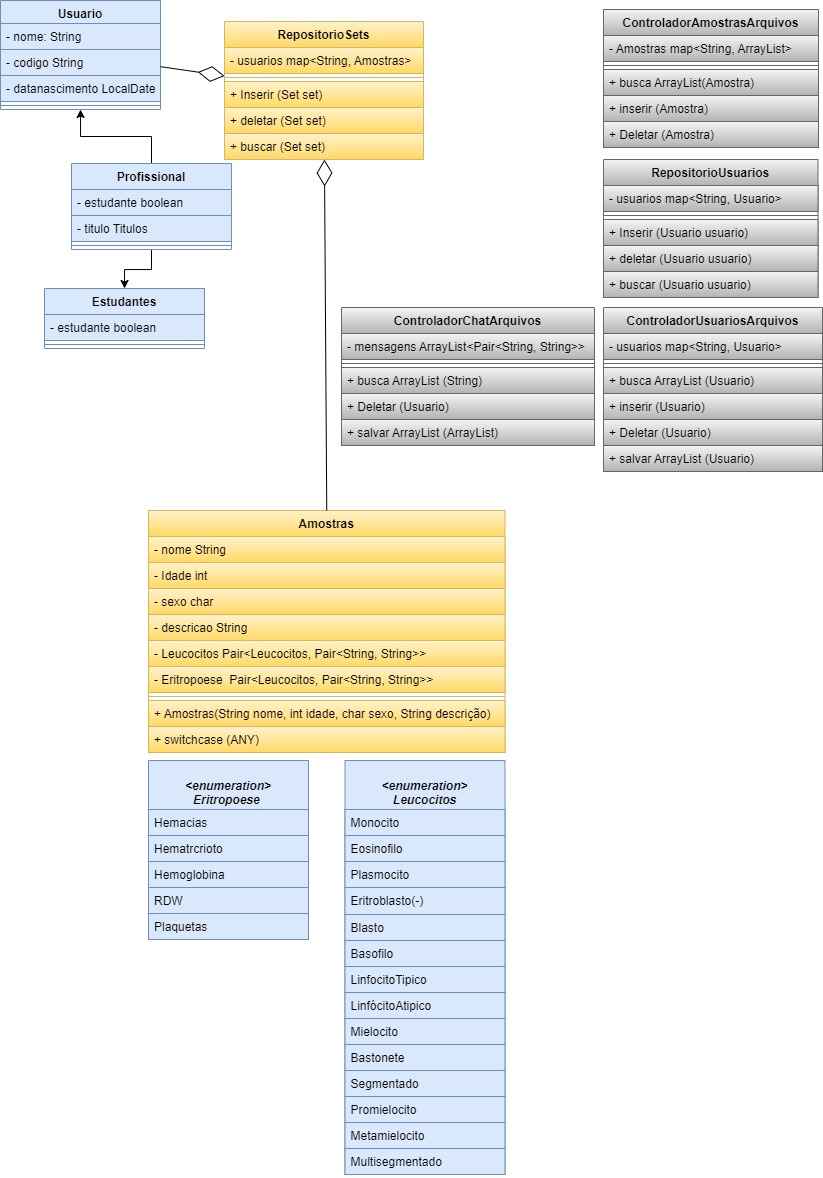 Usuario
- nome: String
- codigo String
- datanascimento LocalDate
RepositorioSets
- usuarios map<String, Amostras>
+ Inserir (Set set)
+ deletar (Set set)
+ buscar (Set set)
ControladorAmostrasArquivos
- Amostras map<String, ArrayList>
+ busca ArrayList(Amostra)
+ inserir (Amostra)
+ Deletar (Amostra)
Profissional
- estudante boolean
- titulo Titulos
RepositorioUsuarios
- usuarios map<String, Usuario>
+ Inserir (Usuario usuario)
+ deletar (Usuario usuario)
+ buscar (Usuario usuario)
Estudantes
- estudante boolean
ControladorChatArquivos
- mensagens ArrayList<Pair<String, String>>
+ busca ArrayList (String)
+ Deletar (Usuario)
+ salvar ArrayList (ArrayList)
ControladorUsuariosArquivos
- usuarios map<String, Usuario>
+ busca ArrayList (Usuario)
+ inserir (Usuario)
+ Deletar (Usuario)
+ salvar ArrayList (Usuario)
Amostras
- nome String
- Idade int
- sexo char
- descricao String
- Leucocitos Pair<Leucocitos, Pair<String, String>>
- Eritropoese  Pair<Leucocitos, Pair<String, String>>
+ Amostras(String nome, int idade, char sexo, String descrição)
+ switchcase (ANY)
<enumeration>
Eritropoese
Hemacias
Hematrcrioto
Hemoglobina
RDW
Plaquetas
<enumeration>
Leucocitos
Monocito
Eosinofilo
Plasmocito
Eritroblasto(-)
Blasto
Basofilo
LinfocitoTipico
LinfócitoAtipico
Mielocito
Bastonete
Segmentado
Promielocito
Metamielocito
Multisegmentado